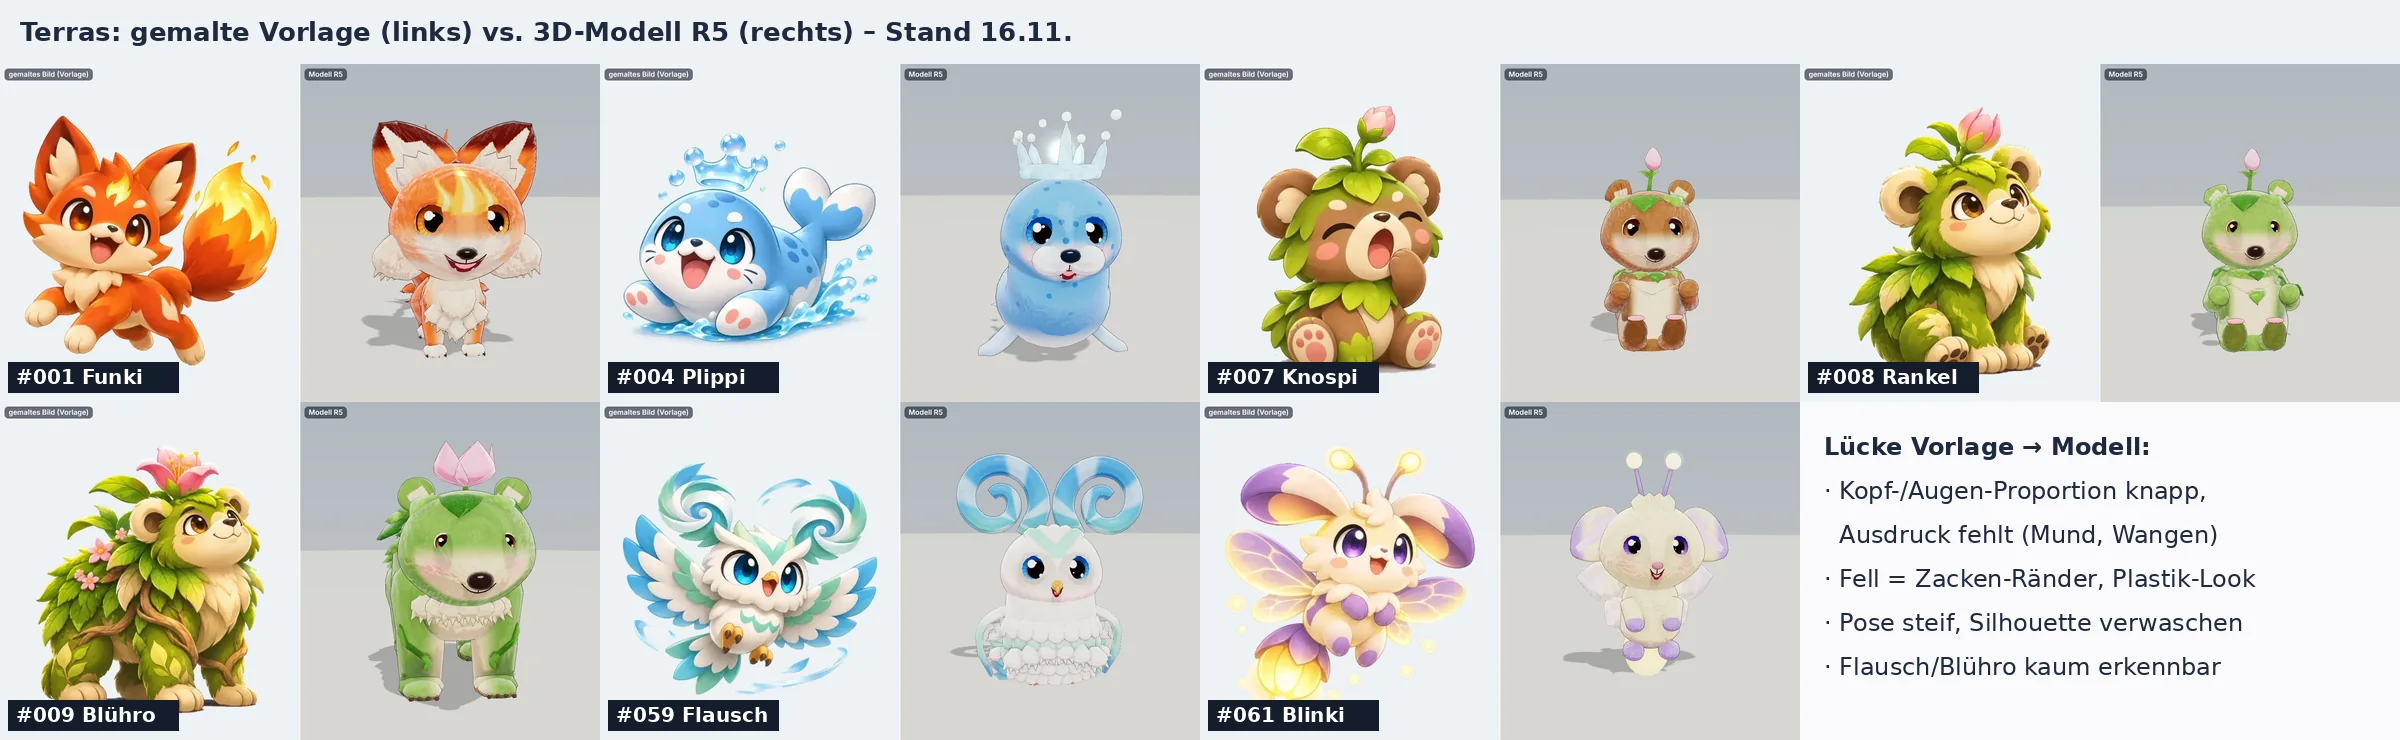 Terras: gemalte Vorlage (links) vs. 3D-Modell R5 (rechts) – Stand 16.11.
gemaltes Bild (Vorlage)
Modell R5
gemaltes Bild (Vorlage)
Modell R5
gemaltes Bild (Vorlage)
Modell R5
gemaltes Bild (Vorlage)
Modell R5
#001 Funki
#004 Plippi
#007 Knospi
#008 Rankel
gemaltes Bild (Vorlage)
Modell R5
gemaltes Bild (Vorlage)
Modell R5
gemaltes Bild (Vorlage)
Modell R5
#009 Blühro
#059 Flausch
#061 Blinki
Lücke Vorlage → Modell:
· Kopf-/Augen-Proportion knapp,
Ausdruck fehlt (Mund, Wangen)
· Fell = Zacken-Ränder, Plastik-Look
· Pose steif, Silhouette verwaschen
· Flausch/Blühro kaum erkennbar